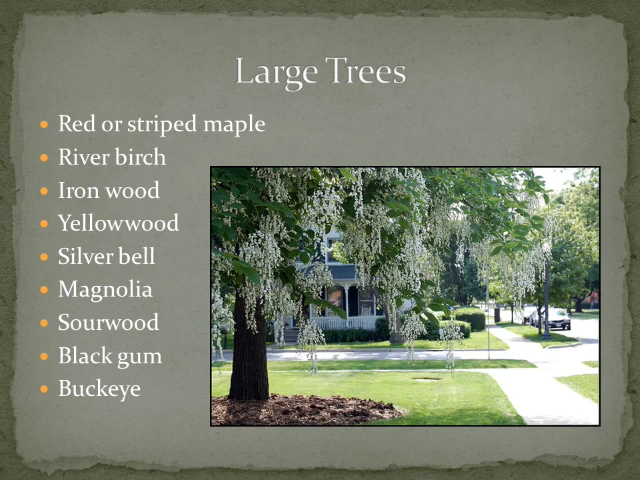 Large Trees
Red or striped maple
River birch
Iron wood
Yellowwood
Silver bell
Magnolia
Sourwood
Black gum
Buckeye